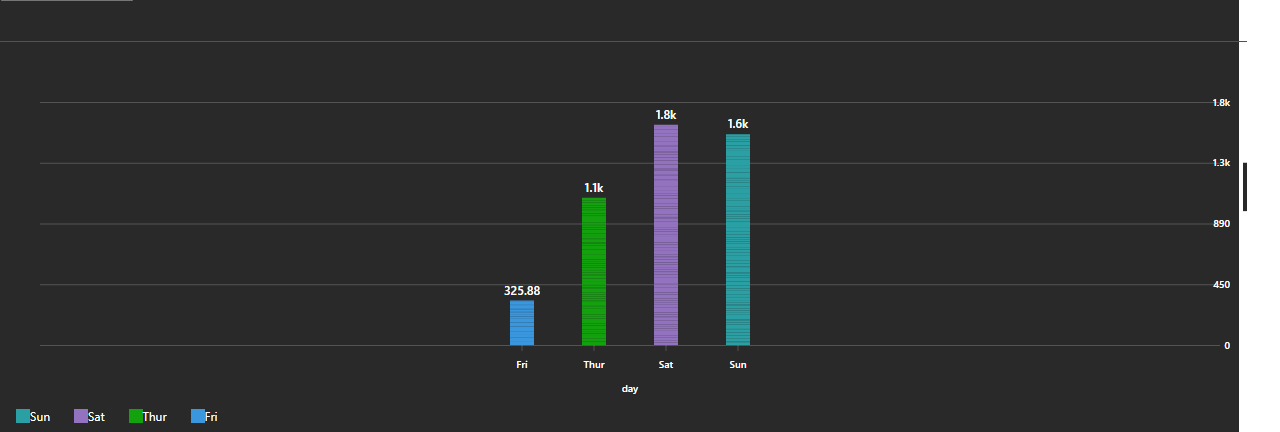 1.8k
1.8k
1.6k
1.3k
1.1k
890
325.88
450
0
Fri Thur Sat Sun
day
Sun Sat Thur Fri